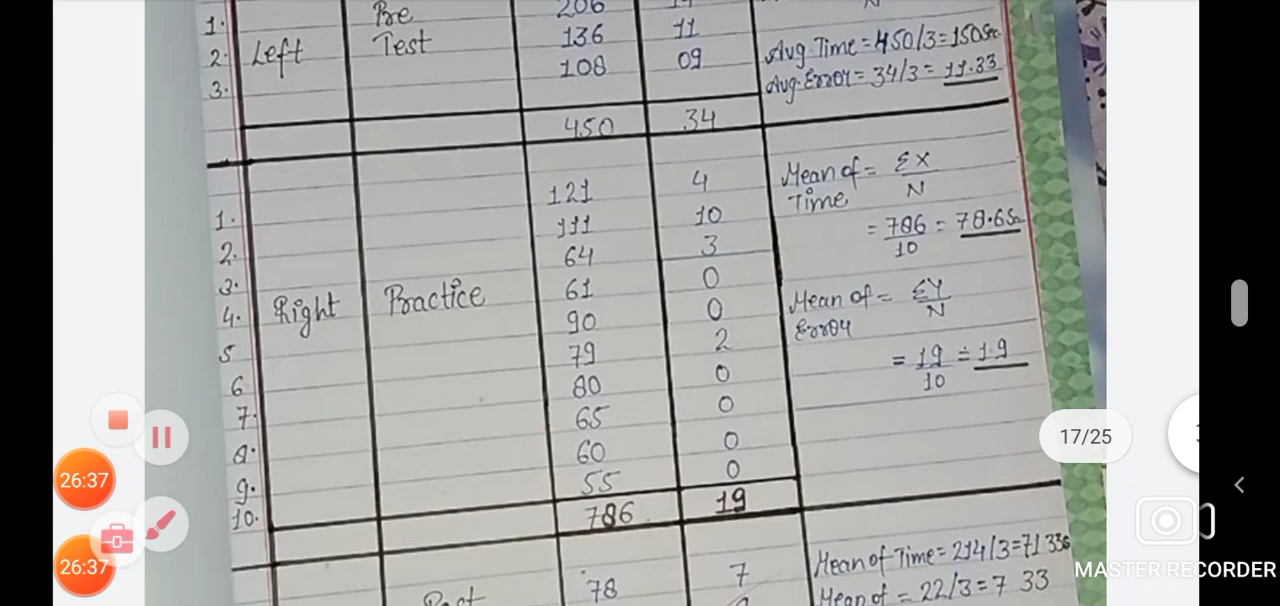 1. Pre 206
2. Left Test 136 11
3. 108 09
450 34
Avg. Time = 450/3 = 150 Sec
Avg. Error = 34/3 = 11.33
1. 121 4
2. 111 10
3. 64 3
4. Right Practice 61 0
5 90 0
6 79 2
7. 80 0
8. 65 0
9. 60 0
10. 55 0
786 19
Mean of = ΣX
Time N
= 786 = 78.6 Sec
10
Mean of = ΣY
Error N
= 19 = 1.9
10
78 7
Mean of Time = 214/3 = 71 33
Mean of = 22/3 = 7 33
17/25
26:37
26:37
MASTER RECORDER